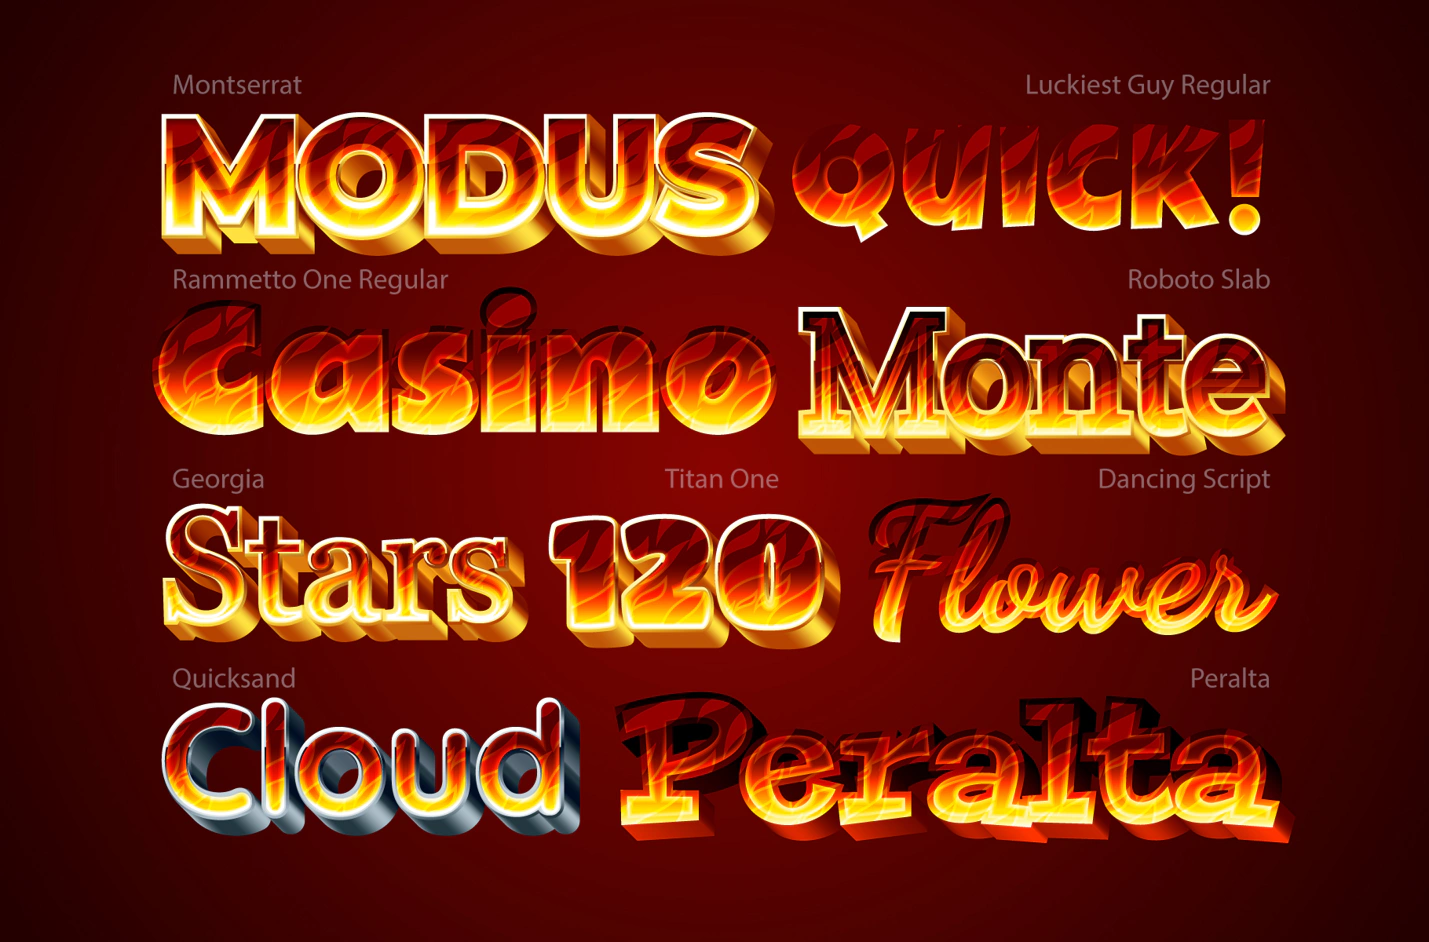 Montserrat Luckiest Guy Regular
MODUS QUICK!
Rammetto One Regular Roboto Slab
Casino Monte
Georgia Titan One Dancing Script
Stars 120 Flower
Quicksand Peralta
Cloud Peralta